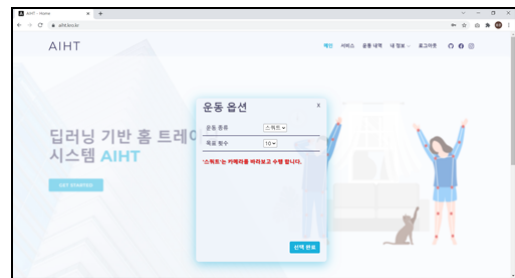 AIHT - Home
aiht.kro.kr
AIHT
메인 서비스 운동 내역 내 정보 로그아웃
운동 옵션 x
운동 종류 스쿼트
목표 횟수 10
'스쿼트'는 카메라를 바라보고 수행 합니다.
선택 완료
딥러닝 기반 홈 트레이
시스템 AIHT
GET STARTED